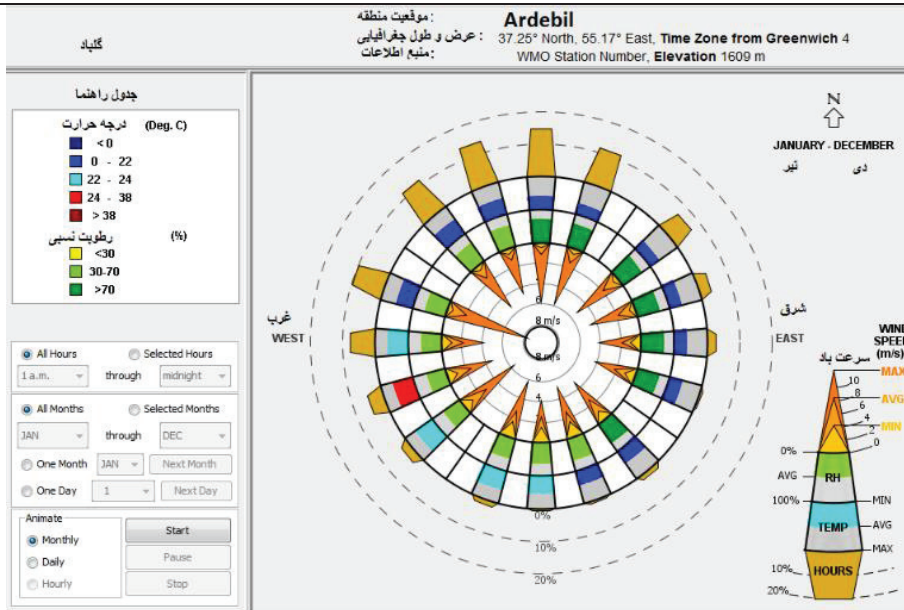 موقعیت منطقه :
Ardebil
عرض و طول جغرافیایی :
37.25° North, 55.17° East, Time Zone from Greenwich 4
منبع اطلاعات:
WMO Station Number, Elevation 1609 m
گلباد
جدول راهنما
درجه حرارت (Deg. C)
< 0
0 - 22
22 - 24
24 - 38
> 38
رطوبت نسبی (%)
<30
30-70
>70
All Hours
Selected Hours
1 a.m.
through
midnight
All Months
Selected Months
JAN
through
DEC
One Month
JAN
Next Month
One Day
1
Next Day
Animate
Monthly
Daily
Hourly
Start
Pause
Stop
N
JANUARY - DECEMBER
دی
تیر
غرب
WEST
شرق
EAST
6
8 m/s
8 m/s
6
4
0%
10%
20%
WIND
SPEED
(m/s)
سرعت باد
MAX
10
8
AVG
6
4
MIN
2
0
0%
AVG
RH
100%
MIN
TEMP
AVG
MAX
HOURS
10%
20%